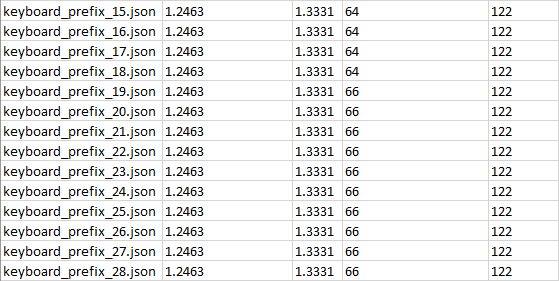 keyboard_prefix_15.json 1.2463 1.3331 64 122
keyboard_prefix_16.json 1.2463 1.3331 64 122
keyboard_prefix_17.json 1.2463 1.3331 64 122
keyboard_prefix_18.json 1.2463 1.3331 64 122
keyboard_prefix_19.json 1.2463 1.3331 66 122
keyboard_prefix_20.json 1.2463 1.3331 66 122
keyboard_prefix_21.json 1.2463 1.3331 66 122
keyboard_prefix_22.json 1.2463 1.3331 66 122
keyboard_prefix_23.json 1.2463 1.3331 66 122
keyboard_prefix_24.json 1.2463 1.3331 66 122
keyboard_prefix_25.json 1.2463 1.3331 66 122
keyboard_prefix_26.json 1.2463 1.3331 66 122
keyboard_prefix_27.json 1.2463 1.3331 66 122
keyboard_prefix_28.json 1.2463 1.3331 66 122